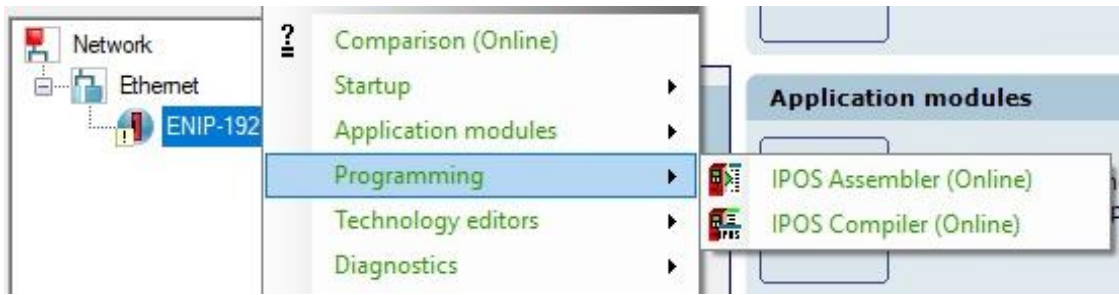 Network
Ethernet
ENIP-192
Comparison (Online)
Startup
Application modules
Programming
Technology editors
Diagnostics
Application modules
IPOS Assembler (Online)
IPOS Compiler (Online)